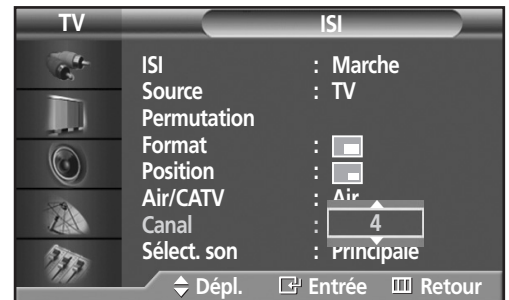 TV ISI
ISI : Marche
Source : TV
Permutation
Format :
Position :
Air/CATV : Air
Canal : 4
Sélect. son : Principale
Dépl. Entrée Retour